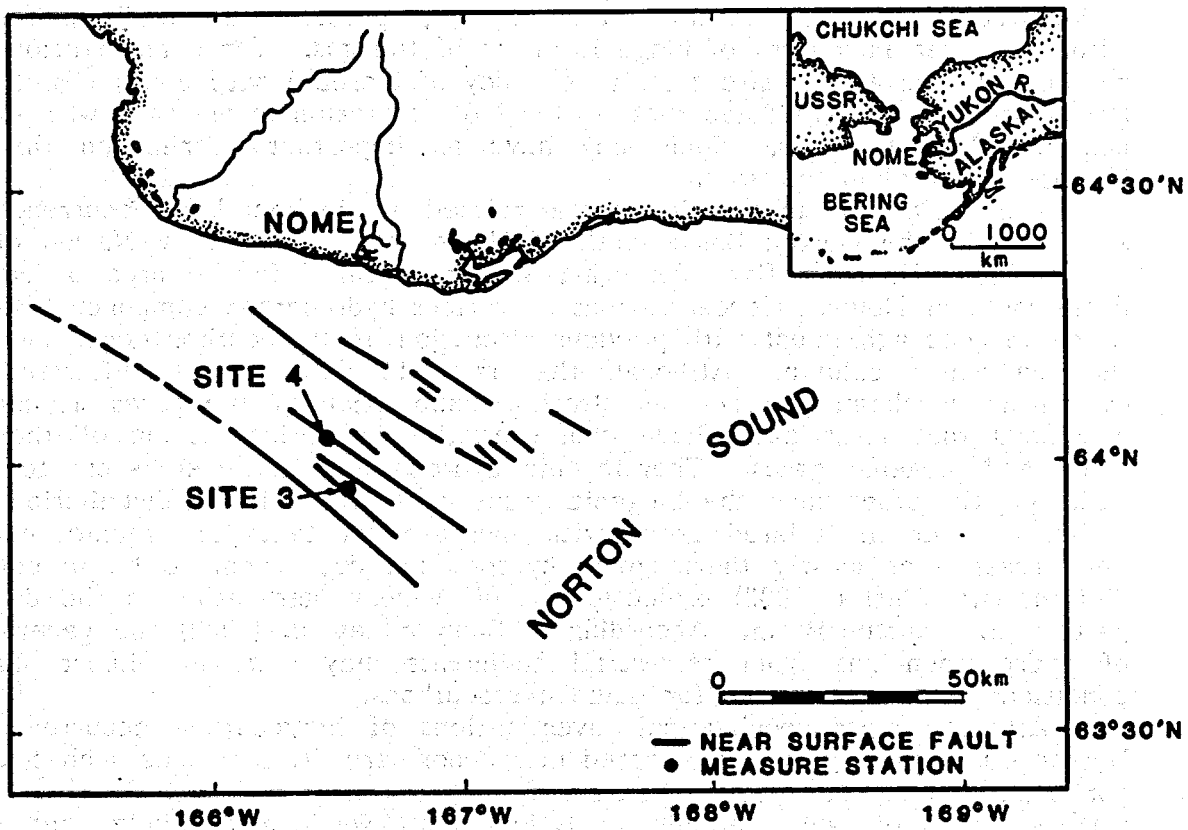 CHUKCHI SEA
USSR
YUKON R.
ALASKA
NOME
BERING
SEA
0 1000
km
64°30'N
NOME
SITE 4
SITE 3
SOUND
NORTON
64°N
0 50km
63°30'N
NEAR SURFACE FAULT
MEASURE STATION
166°W 167°W 168°W 169°W